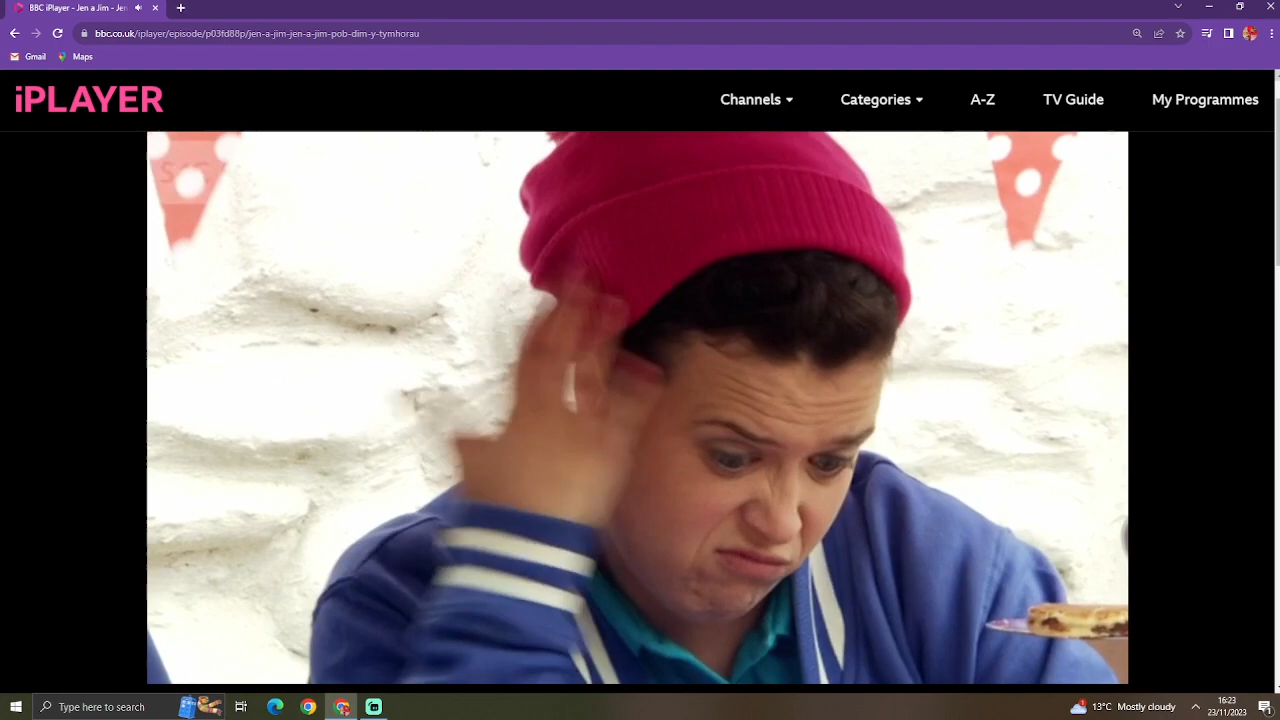 BBC iPlayer - Jen a Jim - Jen
bbc.co.uk/iplayer/episode/p03fd88p/jen-a-jim-jen-a-jim-pob-dim-y-tymhorau
Gmail Maps
iPLAYER Channels Categories A-Z TV Guide My Programmes
S4C
Type here to search 13°C Mostly cloudy 16:23
23/11/2023